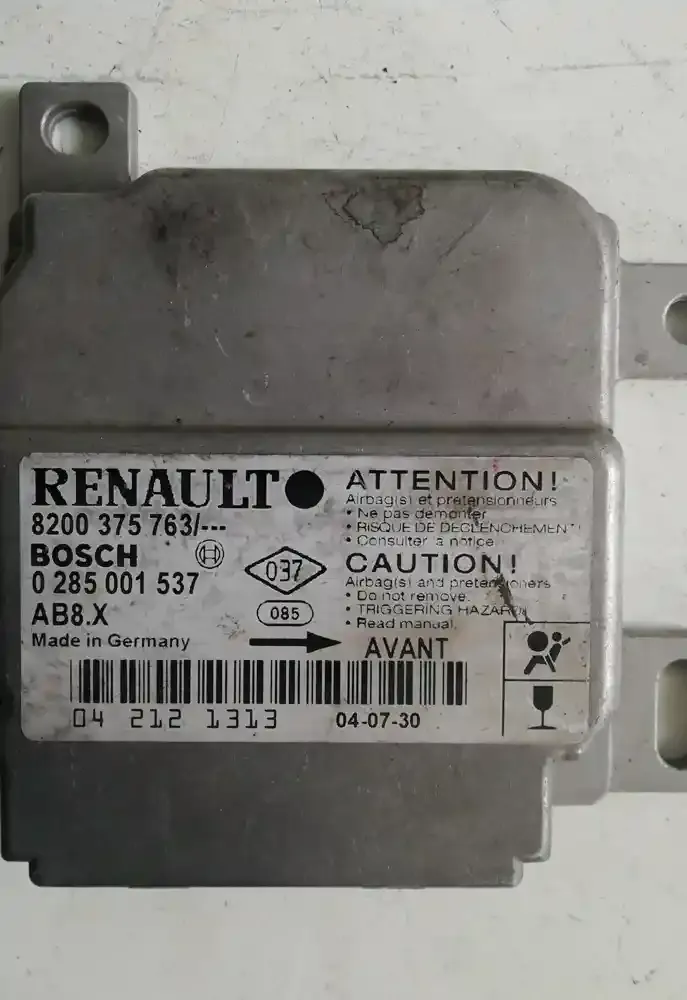 RENAULT
8200 375 763/---
BOSCH
0 285 001 537
AB8.X
Made in Germany
037
085
ATTENTION!
Airbag(s) et pretensionneurs
• Ne pas demonter
• RISQUE DE DECLENCHEMENT!
• Consulter a notice.
CAUTION!
Airbag(s) and pretensioners
• Do not remove.
• TRIGGERING HAZARD!
• Read manual.
AVANT
04 212 1313
04-07-30